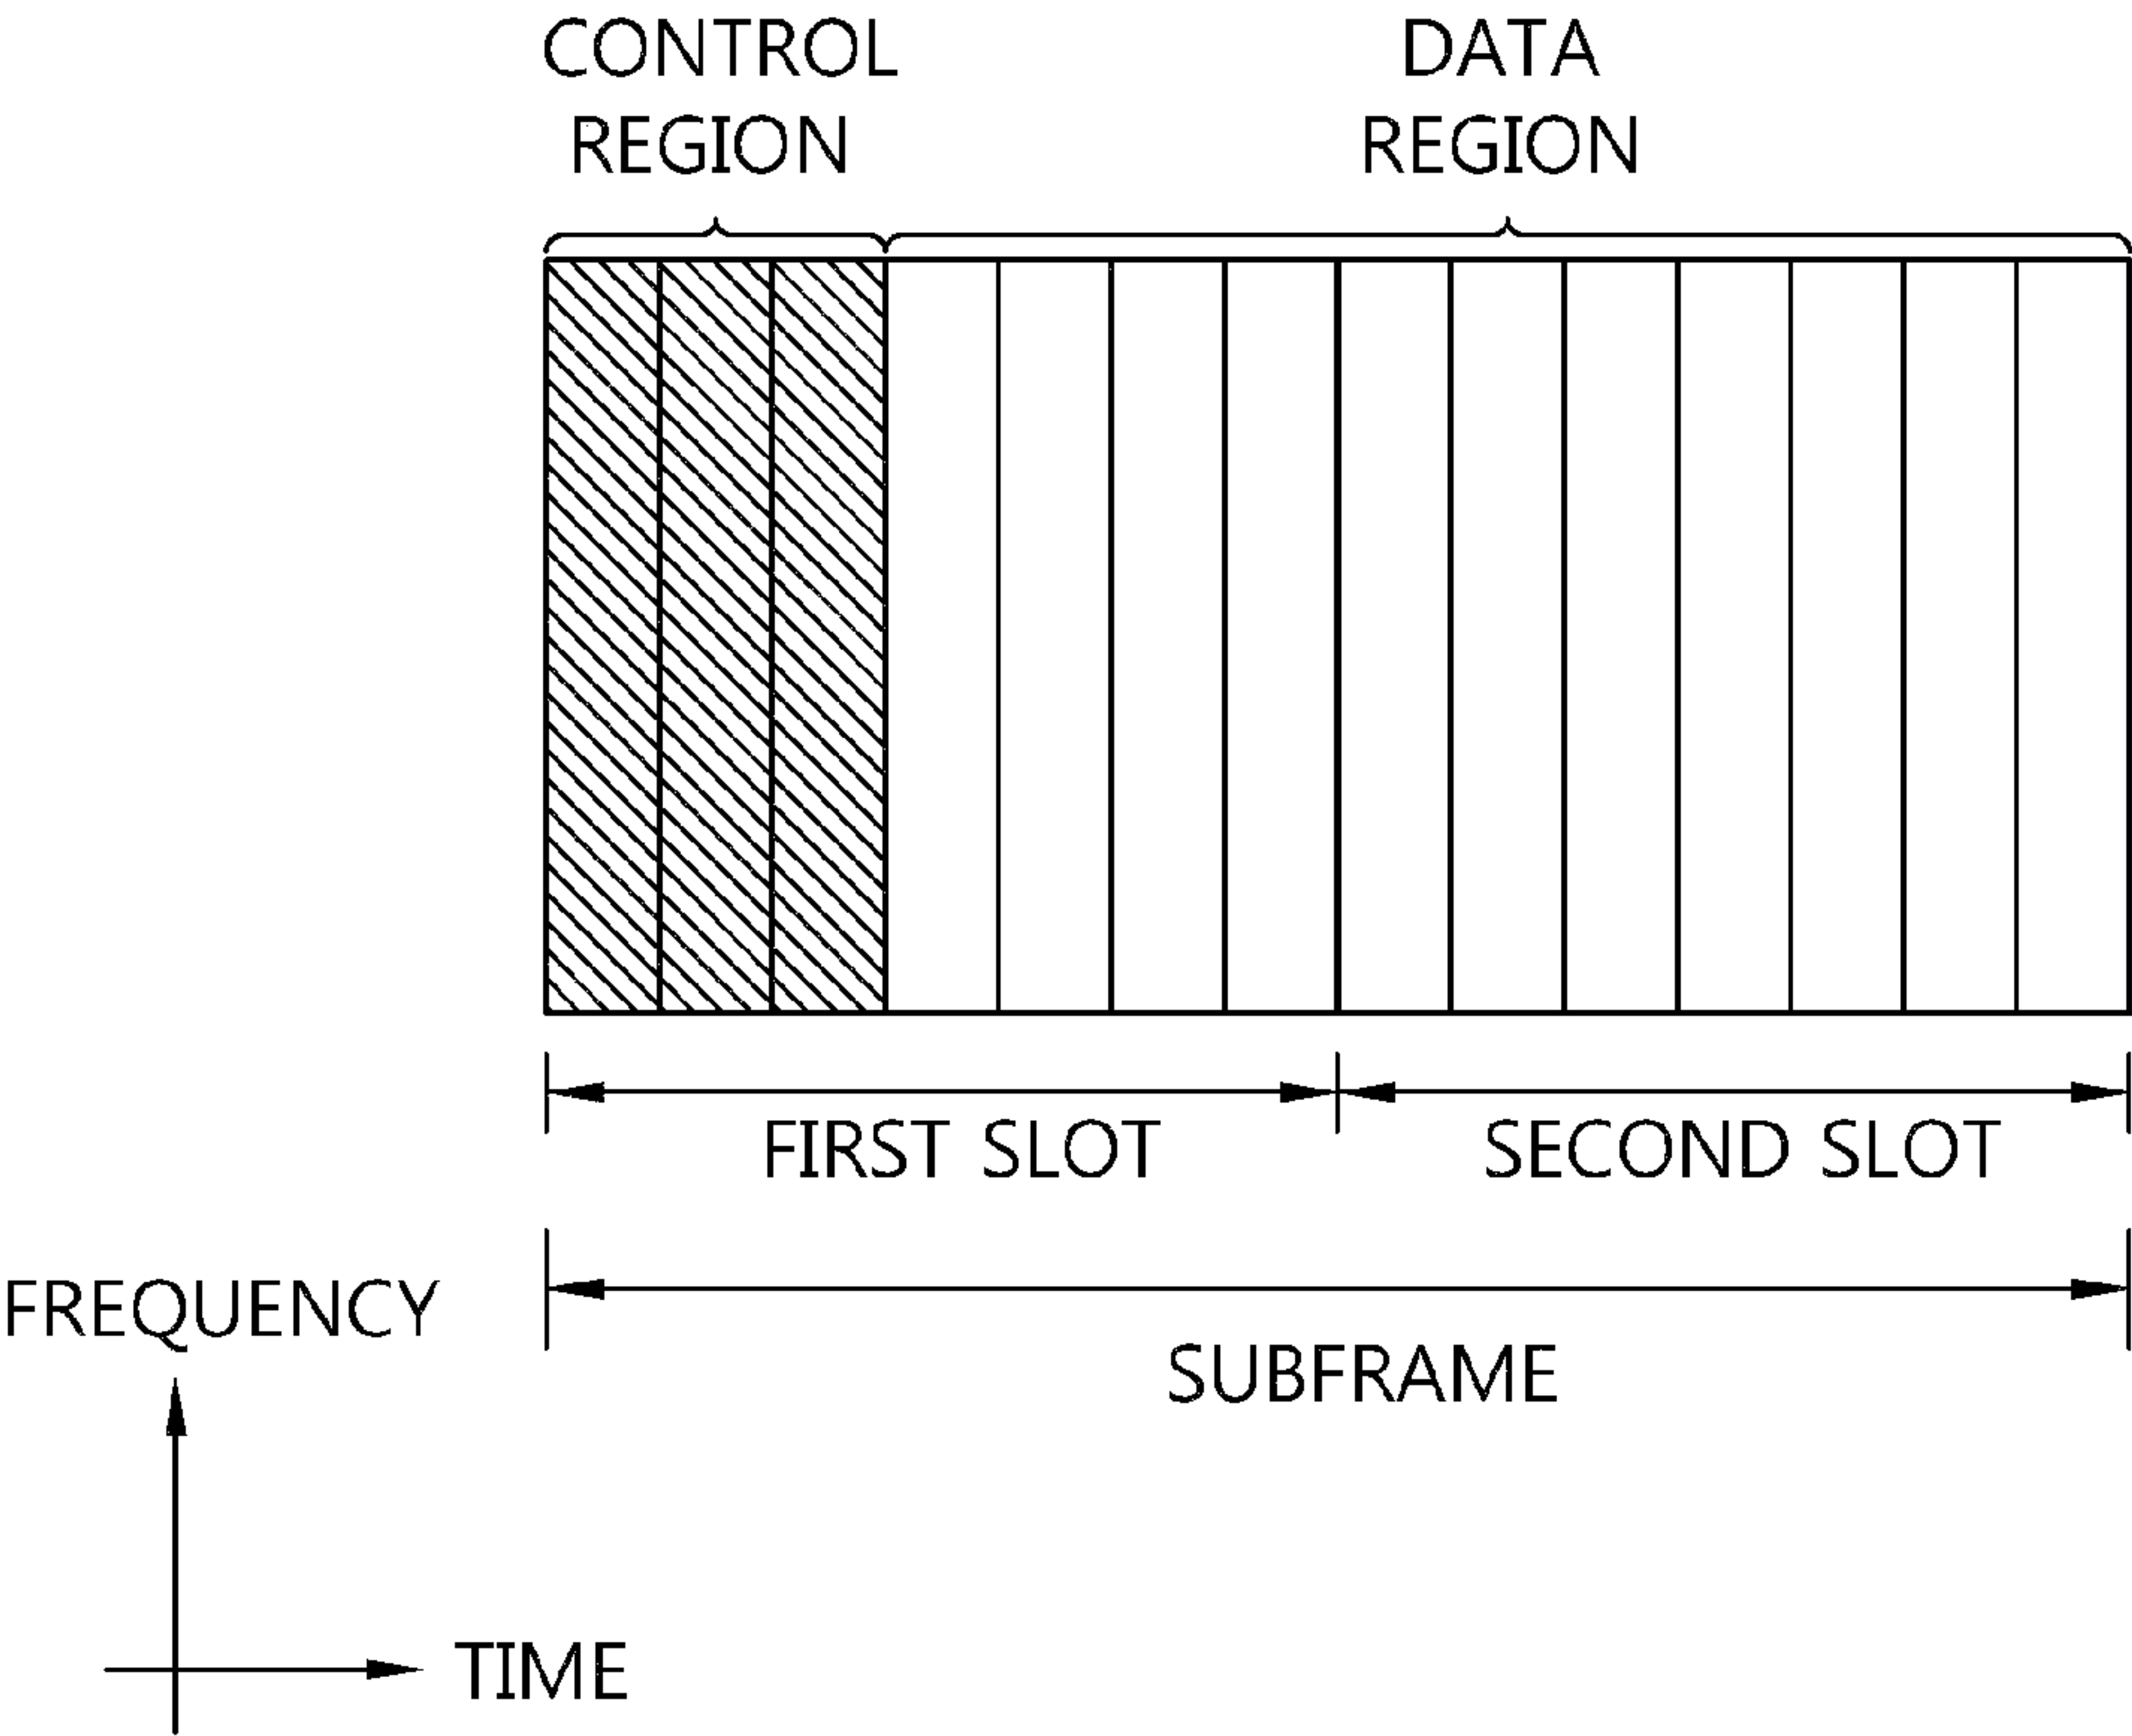 CONTROL
REGION
DATA
REGION
FIRST SLOT
SECOND SLOT
SUBFRAME
FREQUENCY
TIME